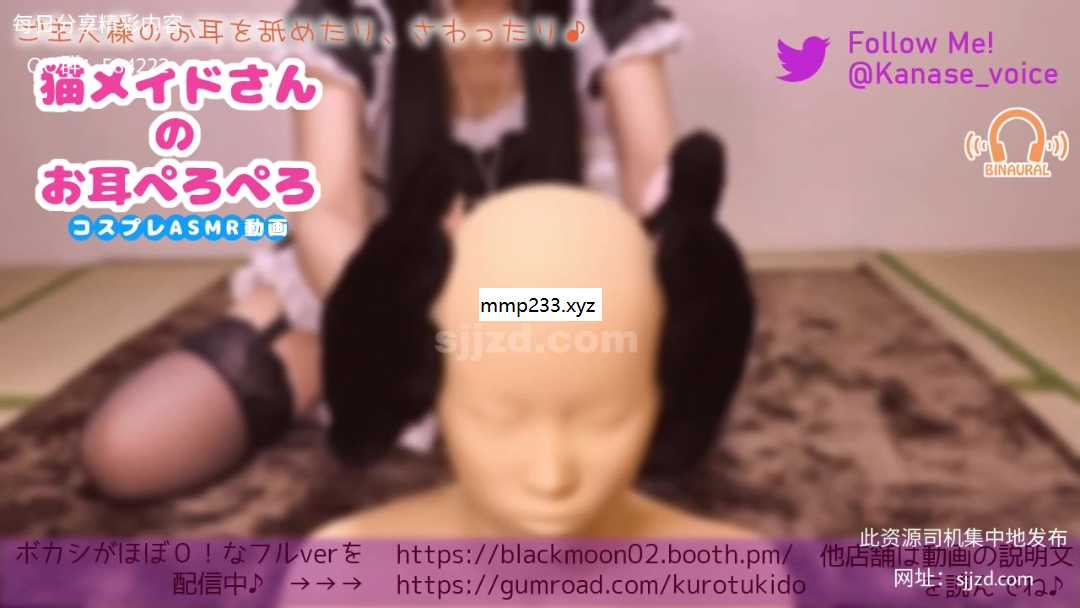 每日分享精彩内容
ご主人様のお耳を舐めたり、さわったり♪
猫メイドさん
の
お耳ぺろぺろ
コスプレASMR動画
Follow Me!
@Kanase_voice
BINAURAL
mmp233.xyz
sjjzd.com
此资源司机集中地发布
ボカシがほぼ０！なフルverを https://blackmoon02.booth.pm/ 他店舗は動画の説明文
配信中♪ →→→ https://gumroad.com/kurotukido を読んでね♪
网址：sjjzd.com